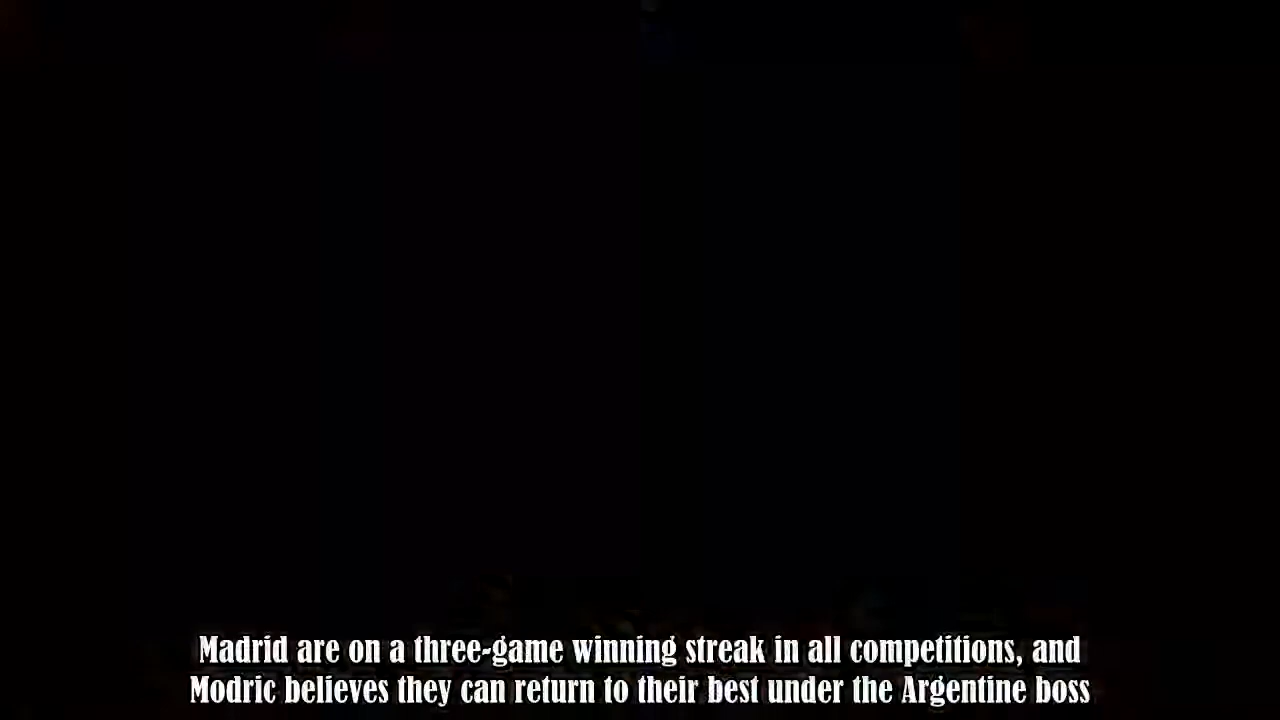 Madrid are on a three-game winning streak in all competitions, and
Modric believes they can return to their best under the Argentine boss